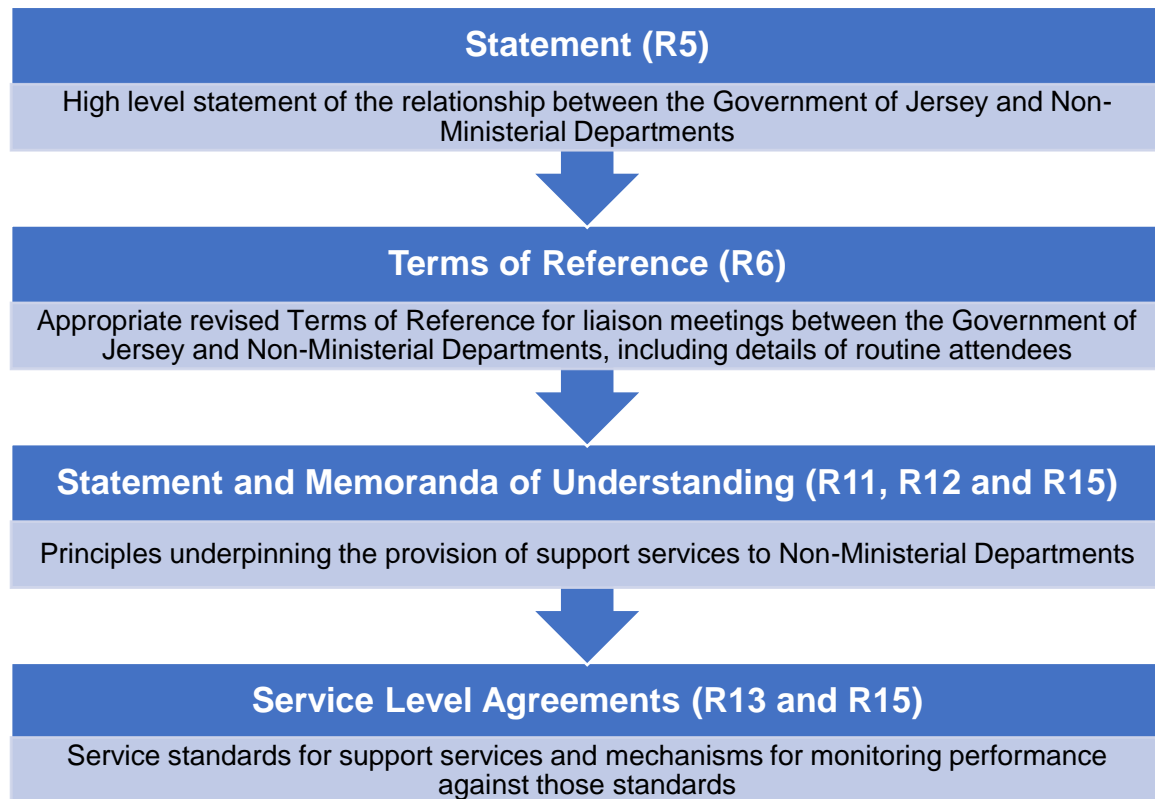 Statement (R5)
High level statement of the relationship between the Government of Jersey and Non-
Ministerial Departments
Terms of Reference (R6)
Appropriate revised Terms of Reference for liaison meetings between the Government of
Jersey and Non-Ministerial Departments, including details of routine attendees
Statement and Memoranda of Understanding (R11, R12 and R15)
Principles underpinning the provision of support services to Non-Ministerial Departments
Service Level Agreements (R13 and R15)
Service standards for support services and mechanisms for monitoring performance
against those standards